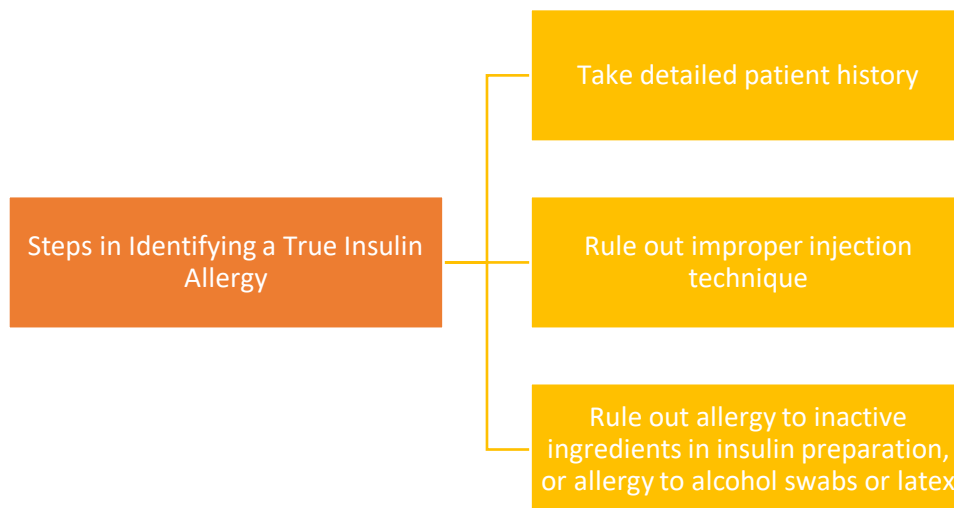 Take detailed patient history
Steps in Identifying a True Insulin
Allergy
Rule out improper injection
technique
Rule out allergy to inactive
ingredients in insulin preparation,
or allergy to alcohol swabs or latex